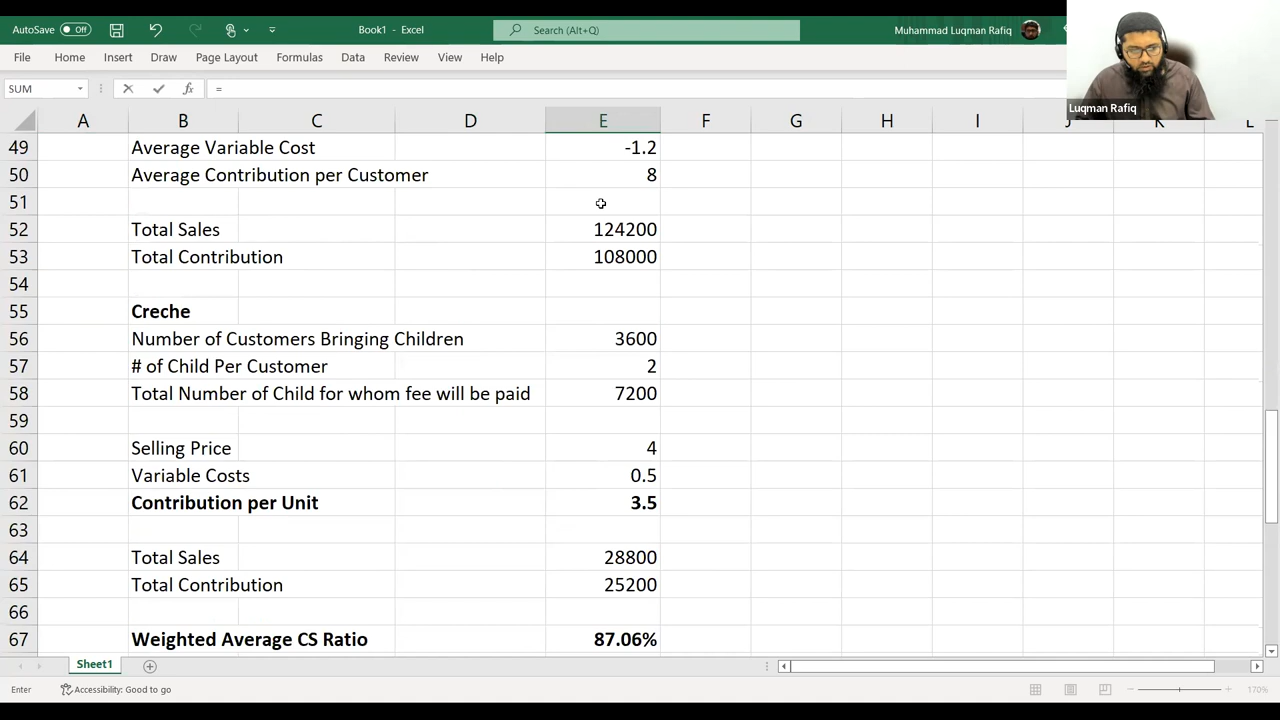 AutoSave Off Book1 - Excel Search (Alt+Q) Muhammad Luqman Rafiq
File Home Insert Draw Page Layout Formulas Data Review View Help
Luqman Rafiq
SUM fx =
A B C D E F G H I J K L
49 Average Variable Cost -1.2
50 Average Contribution per Customer 8
51
52 Total Sales 124200
53 Total Contribution 108000
54
55 Creche
56 Number of Customers Bringing Children 3600
57 # of Child Per Customer 2
58 Total Number of Child for whom fee will be paid 7200
59
60 Selling Price 4
61 Variable Costs 0.5
62 Contribution per Unit 3.5
63
64 Total Sales 28800
65 Total Contribution 25200
66
67 Weighted Average CS Ratio 87.06%
Sheet1
Enter Accessibility: Good to go 170%